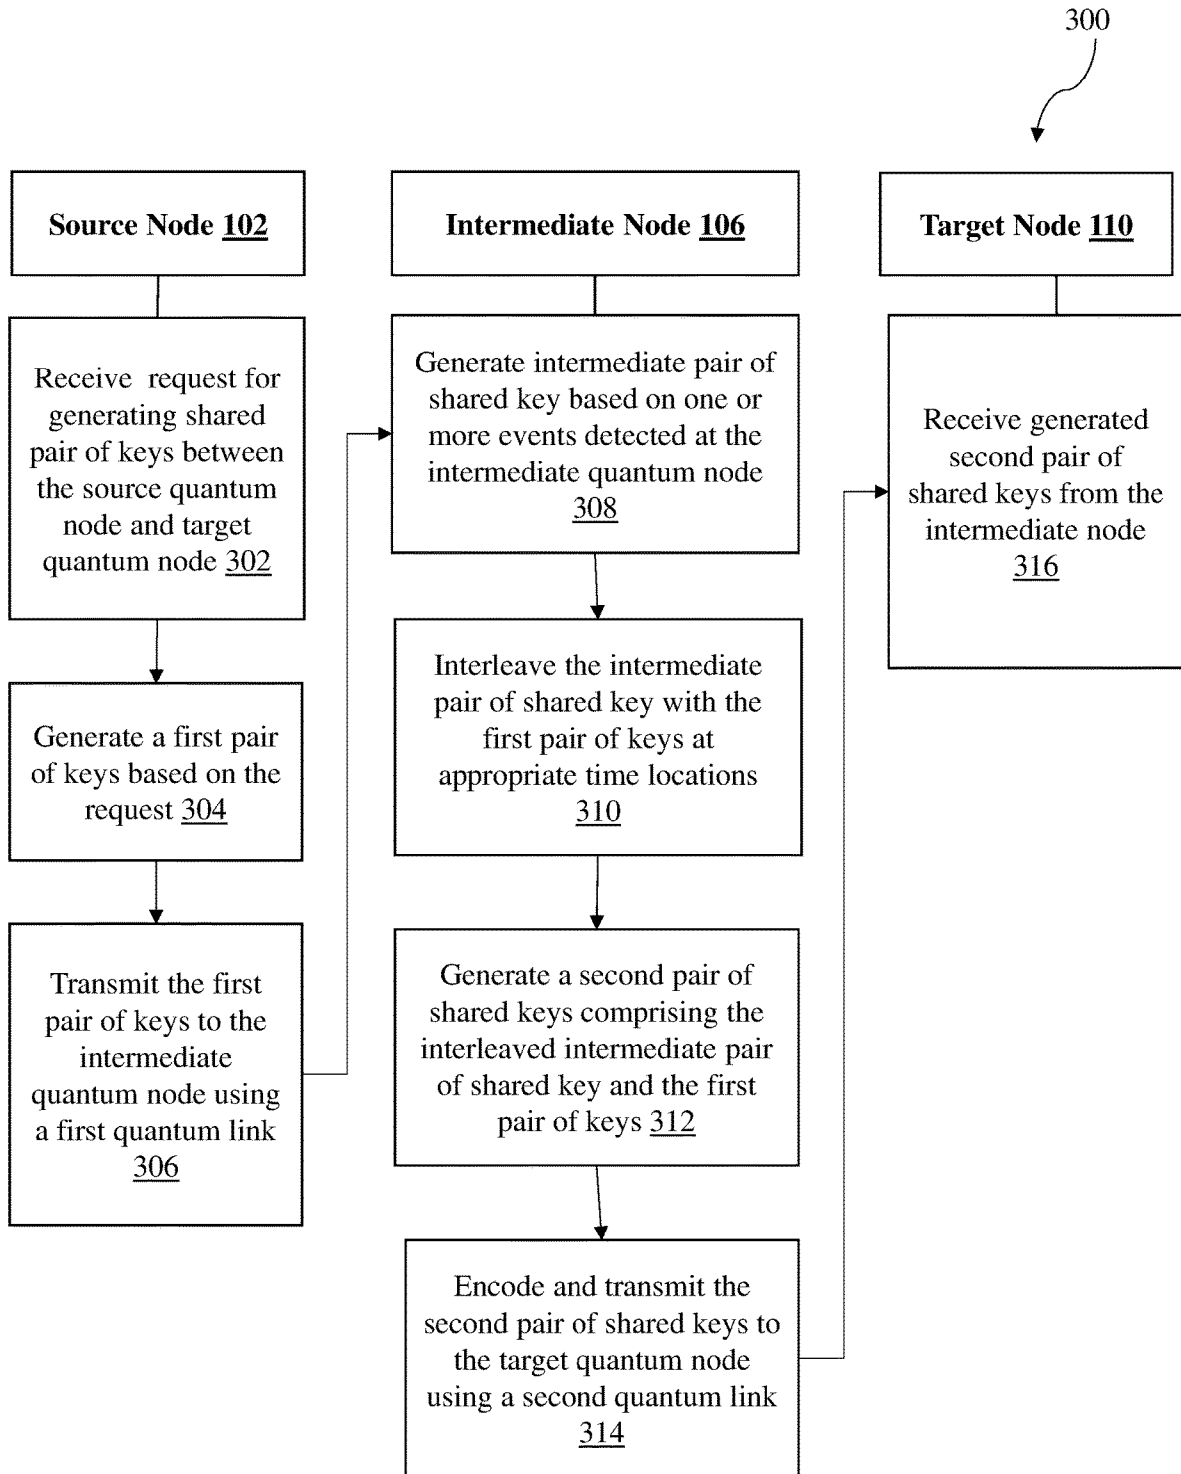 300
Source Node 102
Receive request for
generating shared
pair of keys between
the source quantum
node and target
quantum node 302
Generate a first pair
of keys based on the
request 304
Transmit the first
pair of keys to the
intermediate
quantum node using
a first quantum link
306
Intermediate Node 106
Generate intermediate pair of
shared key based on one or
more events detected at the
intermediate quantum node
308
Interleave the intermediate
pair of shared key with the
first pair of keys at
appropriate time locations
310
Generate a second pair of
shared keys comprising the
interleaved intermediate pair
of shared key and the first
pair of keys 312
Encode and transmit the
second pair of shared keys to
the target quantum node
using a second quantum link
314
Target Node 110
Receive generated
second pair of
shared keys from the
intermediate node
316